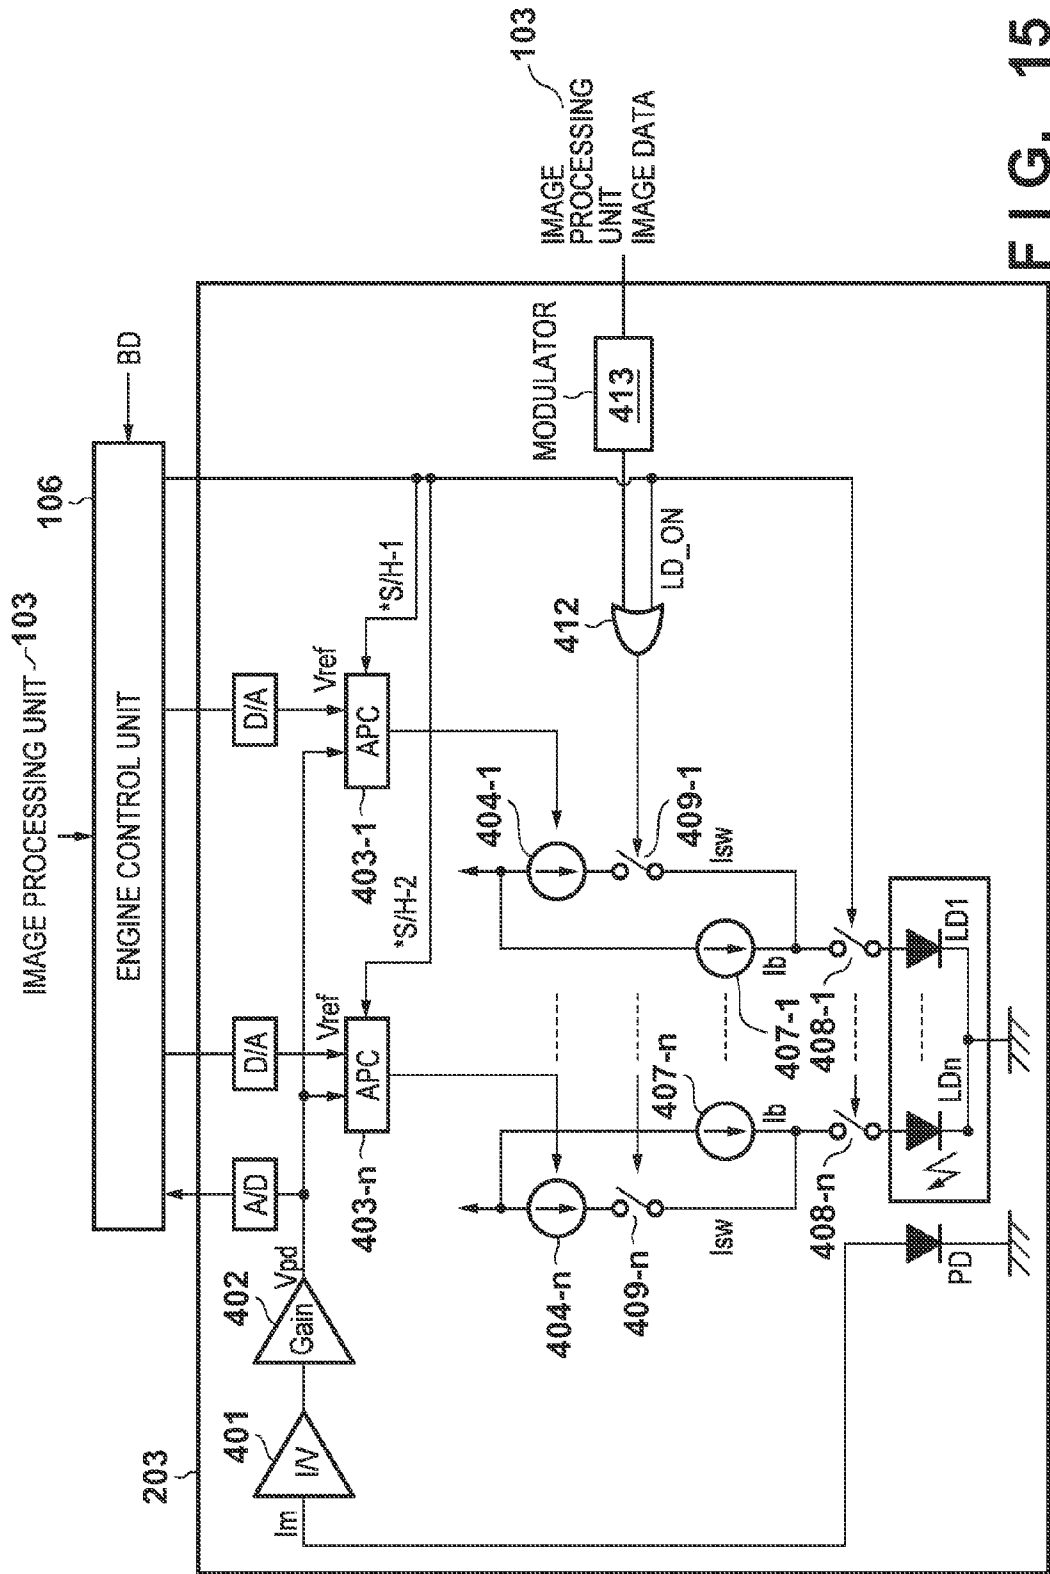 IMAGE PROCESSING UNIT 103
106
ENGINE CONTROL UNIT
BD
203
401
I/V
Im
402
Gain
Vpd
A/D
D/A
Vref
APC
403-n
D/A
Vref
APC
403-1
*S/H-1
*S/H-2
103
IMAGE
PROCESSING
UNIT
IMAGE DATA
MODULATOR
413
412
LD_ON
404-n
409-n
Isw
407-n
Ib
408-n
404-1
409-1
Isw
407-1
Ib
408-1
PD
LDn
LD1
FIG. 15